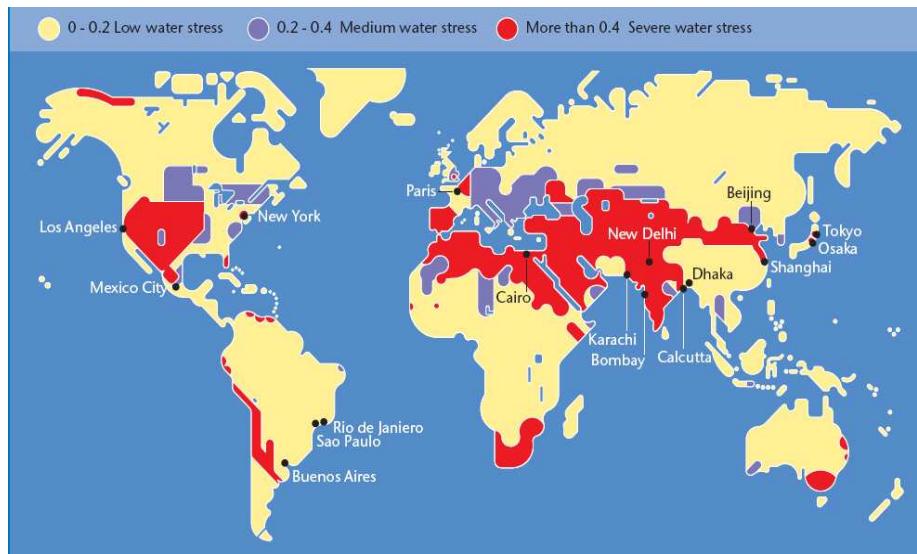 0 - 0.2 Low water stress
0.2 - 0.4 Medium water stress
More than 0.4 Severe water stress
Paris
Beijing
Los Angeles
New York
New Delhi
Tokyo
Osaka
Dhaka
Shanghai
Mexico City
Cairo
Karachi
Bombay
Calcutta
Rio de Janiero
Sao Paulo
Buenos Aires